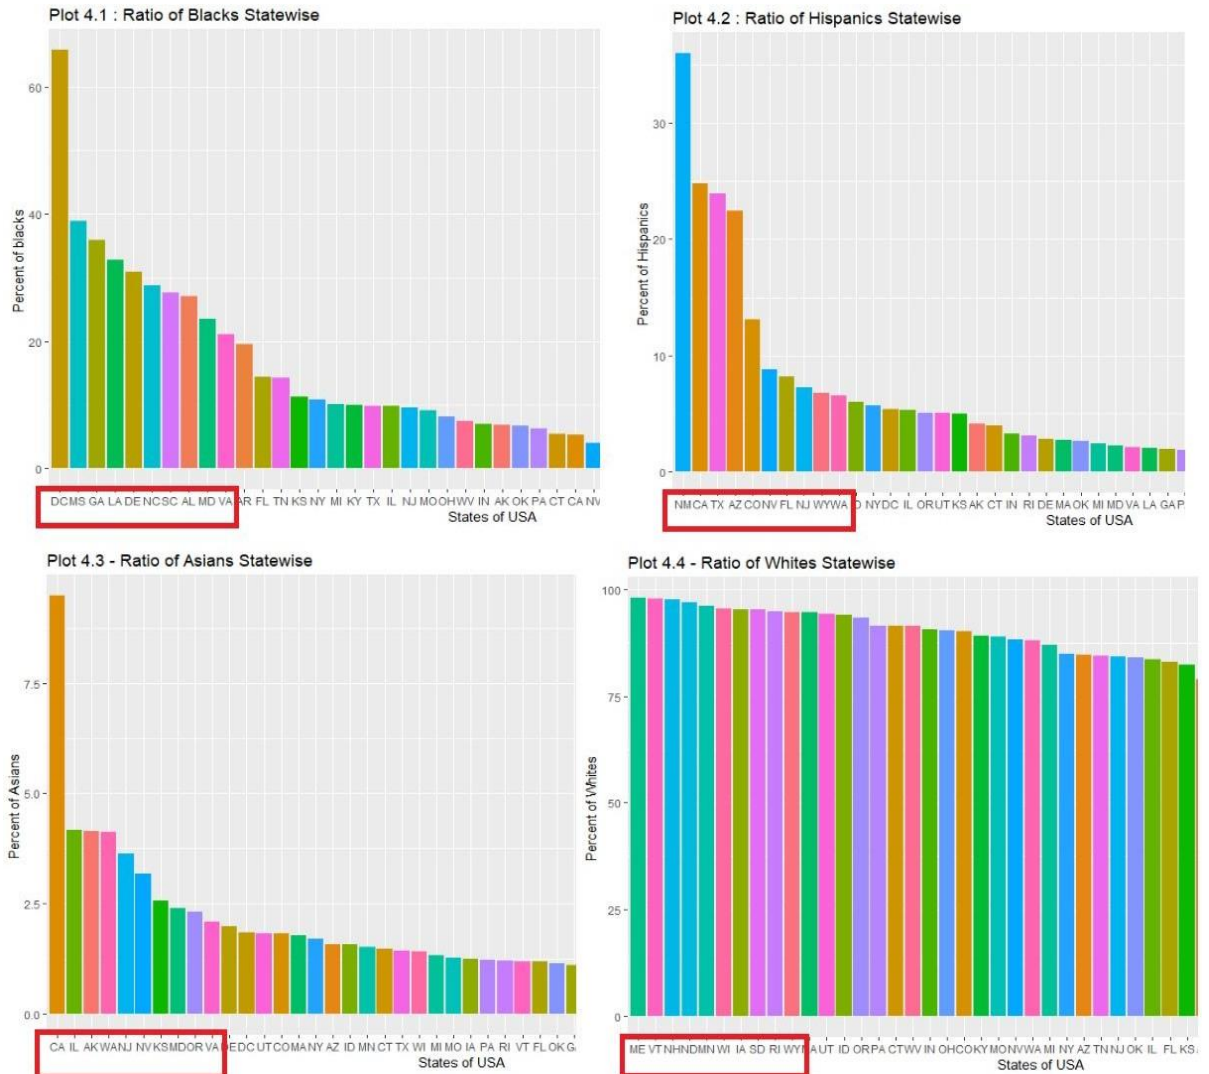 Plot 4.1 : Ratio of Blacks Statewise
60
40
20
0
Percent of blacks
DC MS GA LA DE NC SC AL MD VA AR FL TN KS NY MI KY TX IL NJ MO OH WV IN AK OK PA CT CA NV
States of USA
Plot 4.2 : Ratio of Hispanics Statewise
30
20
10
0
Percent of Hispanics
NM CA TX AZ CO NV FL NJ WY WA NY DC IL OR UT KS AK CT IN RI DE MA OK MI MD VA LA GA P
States of USA
Plot 4.3 - Ratio of Asians Statewise
7.5
5.0
2.5
0.0
Percent of Asians
CA IL AK WA NJ NV KS MD OR VA DE DC UT CO MA NY AZ ID MN CT TX WI MI MO IA PA RI VT FL OK G
States of USA
Plot 4.4 - Ratio of Whites Statewise
100
75
50
25
0
Percent of Whites
ME VT NH ND MN WI IA SD RI WY UT ID OR PA CT WV IN OH CO KY MO NV WA MI NY AZ TN NJ OK IL FL KS
States of USA